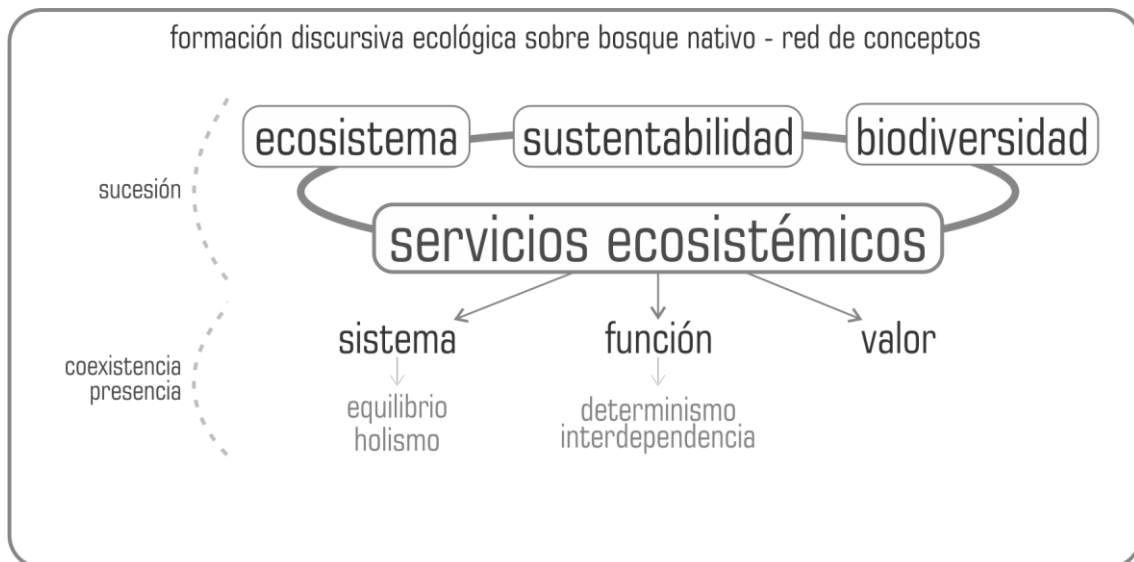 formación discursiva ecológica sobre bosque nativo - red de conceptos
ecosistema
sustentabilidad
biodiversidad
sucesión
servicios ecosistémicos
sistema
función
valor
coexistencia
presencia
equilibrio
holismo
determinismo
interdependencia